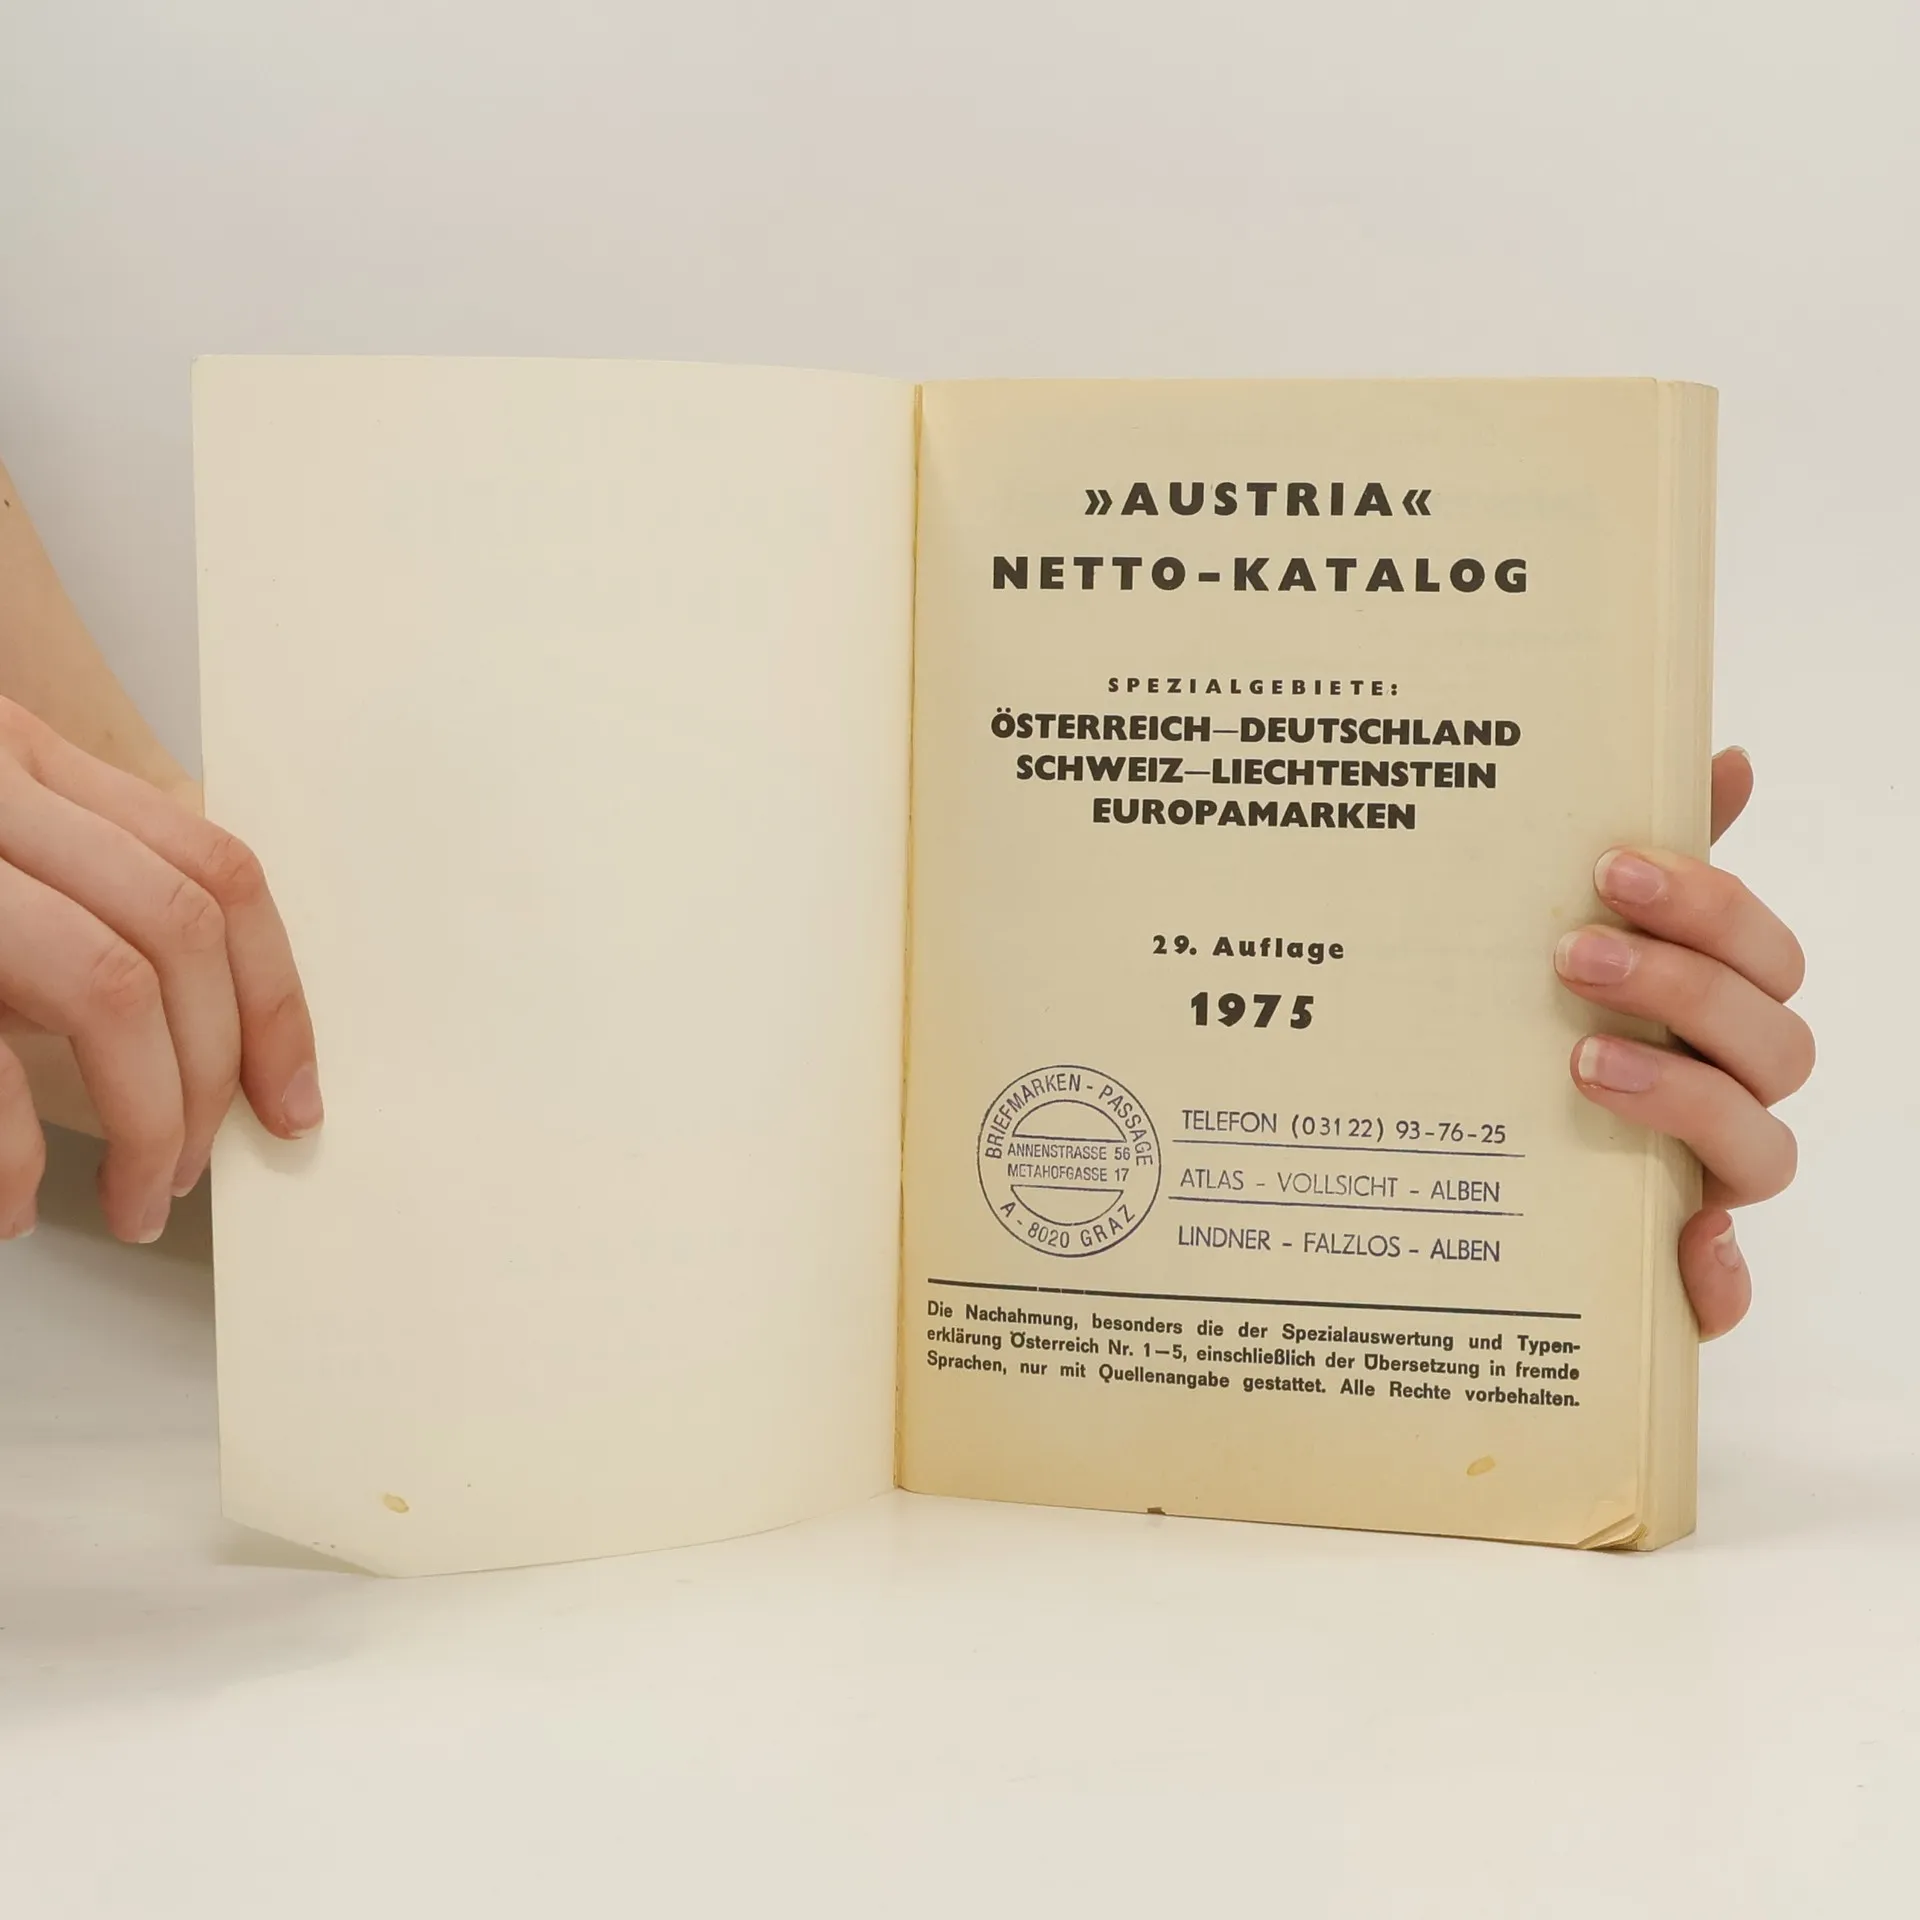 »AUSTRIA«
NETTO-KATALOG
SPEZIALGEBIETE:
ÖSTERREICH—DEUTSCHLAND
SCHWEIZ—LIECHTENSTEIN
EUROPAMARKEN
29. Auflage
1975
BRIEFMARKEN - PASSAGE
ANNENSTRASSE 56
METAHOFGASSE 17
A - 8020 GRAZ
TELEFON (03122) 93-76-25
ATLAS - VOLLSICHT - ALBEN
LINDNER - FALZLOS - ALBEN
Die Nachahmung, besonders die der Spezialauswertung und Typen-
erklärung Österreich Nr. 1—5, einschließlich der Übersetzung in fremde
Sprachen, nur mit Quellenangabe gestattet. Alle Rechte vorbehalten.